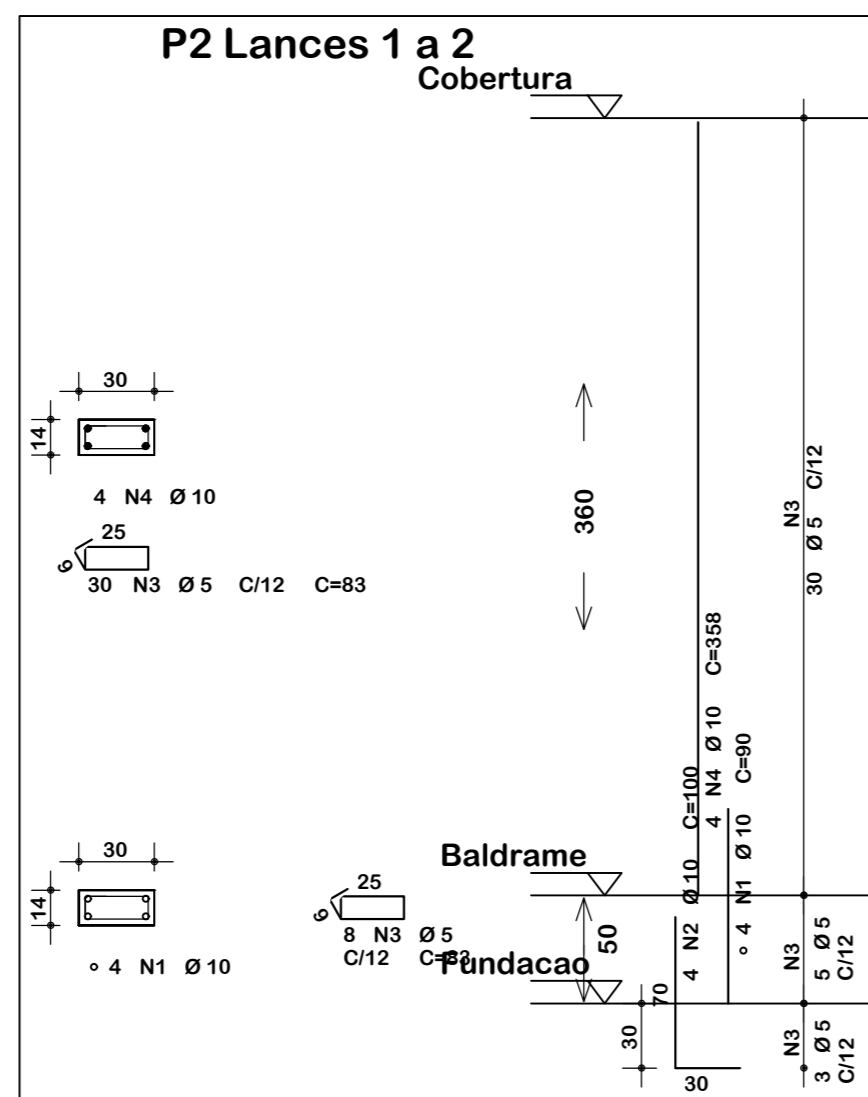 P2 Lances 1 a 2
Cobertura
30
14
4 N4 Ø 10
25
9
30 N3 Ø 5 C/12 C=83
360
N3
30 Ø 5 C/12
4 N4 Ø 10 C=358
4 N2 Ø 10 C=100
4 N1 Ø 10 C=90
Baldrame
30
14
4 N1 Ø 10
25
9
8 N3 Ø 5
C/12 C=83
Fundacao
50
70
30
30
N3
5 Ø 5
C/12
N3
3 Ø 5
C/12